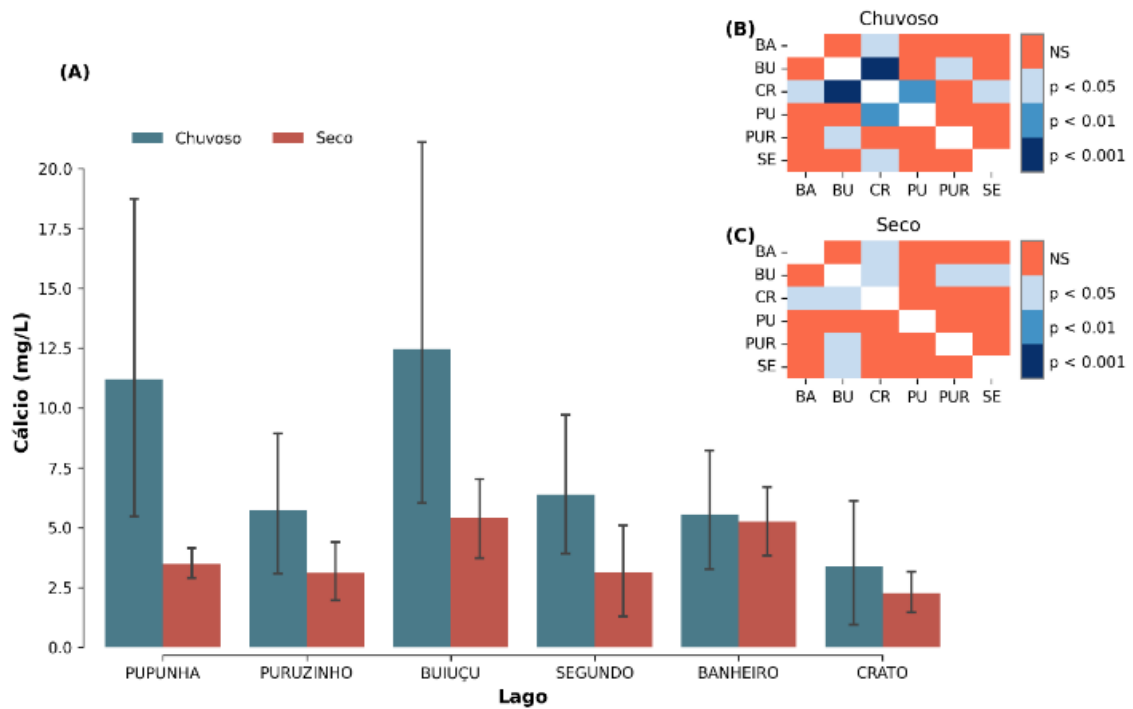 (A)
Chuvoso
Seco
Cálcio (mg/L)
20.0
17.5
15.0
12.5
10.0
7.5
5.0
2.5
0.0
PUPUNHA
PURUZINHO
BUIUÇU
SEGUNDO
BANHEIRO
CRATO
Lago
(B)
Chuvoso
BA
BU
CR
PU
PUR
SE
BA BU CR PU PUR SE
NS
p < 0.05
p < 0.01
p < 0.001
(C)
Seco
BA
BU
CR
PU
PUR
SE
BA BU CR PU PUR SE
NS
p < 0.05
p < 0.01
p < 0.001